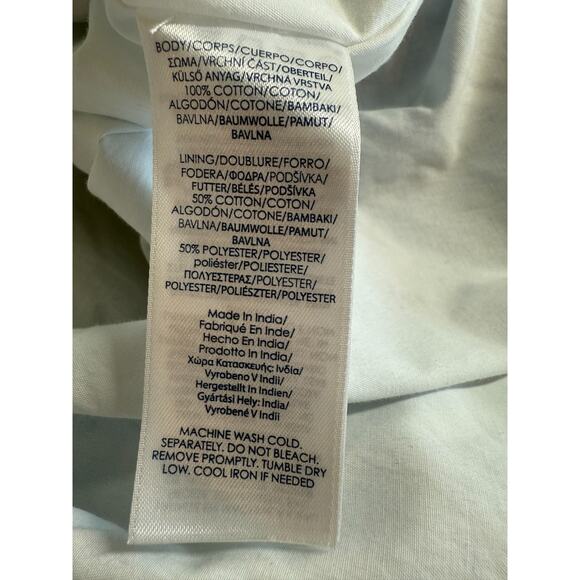 BODY/CORPS/CUERPO/CORPO/
ΣΩΜΑ/VRCHNÍ ČÁST/OBERTEIL/
KÜLSŐ ANYAG/VRCHNÁ VRSTVA
100% COTTON/COTON/
ALGODÓN/COTONE/BAMBAKI/
BAVLNA/BAUMWOLLE/PAMUT/
BAVLNA
LINING/DOUBLURE/FORRO/
FODERA/ΦΟΔΡΑ/PODŠÍVKA/
FUTTER/BÉLÉS/PODŠÍVKA
50% COTTON/COTON/
ALGODÓN/COTONE/BAMBAKI/
BAVLNA/BAUMWOLLE/PAMUT/
BAVLNA
50% POLYESTER/POLYESTER/
poliéster/POLIESTERE/
ΠΟΛΥΕΣΤΕΡΑΣ/POLYESTER/
POLYESTER/POLIÉSZTER/POLYESTER
Made In India/
Fabriqué En Inde/
Hecho En India/
Prodotto In India/
Χώρα Κατασκευής: Ινδία/
Vyrobeno V Indii/
Hergestellt In Indien/
Gyártási Hely: India/
Vyrobené V Indii
MACHINE WASH COLD.
SEPARATELY. DO NOT BLEACH.
REMOVE PROMPTLY. TUMBLE DRY
LOW. COOL IRON IF NEEDED